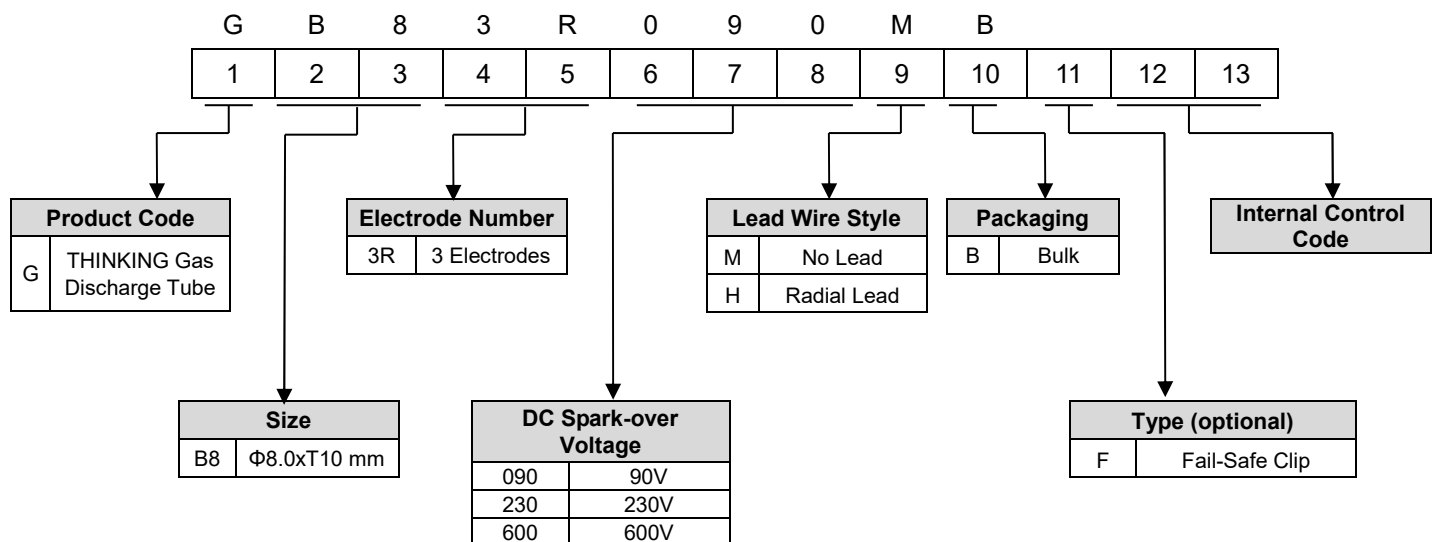 G B 8 3 R 0 9 0 M B
1 2 3 4 5 6 7 8 9 10 11 12 13
Product Code
G THINKING Gas
Discharge Tube
Electrode Number
3R 3 Electrodes
Lead Wire Style
M No Lead
H Radial Lead
Packaging
B Bulk
Internal Control
Code
Size
B8 Φ8.0xT10 mm
DC Spark-over
Voltage
090 90V
230 230V
600 600V
Type (optional)
F Fail-Safe Clip